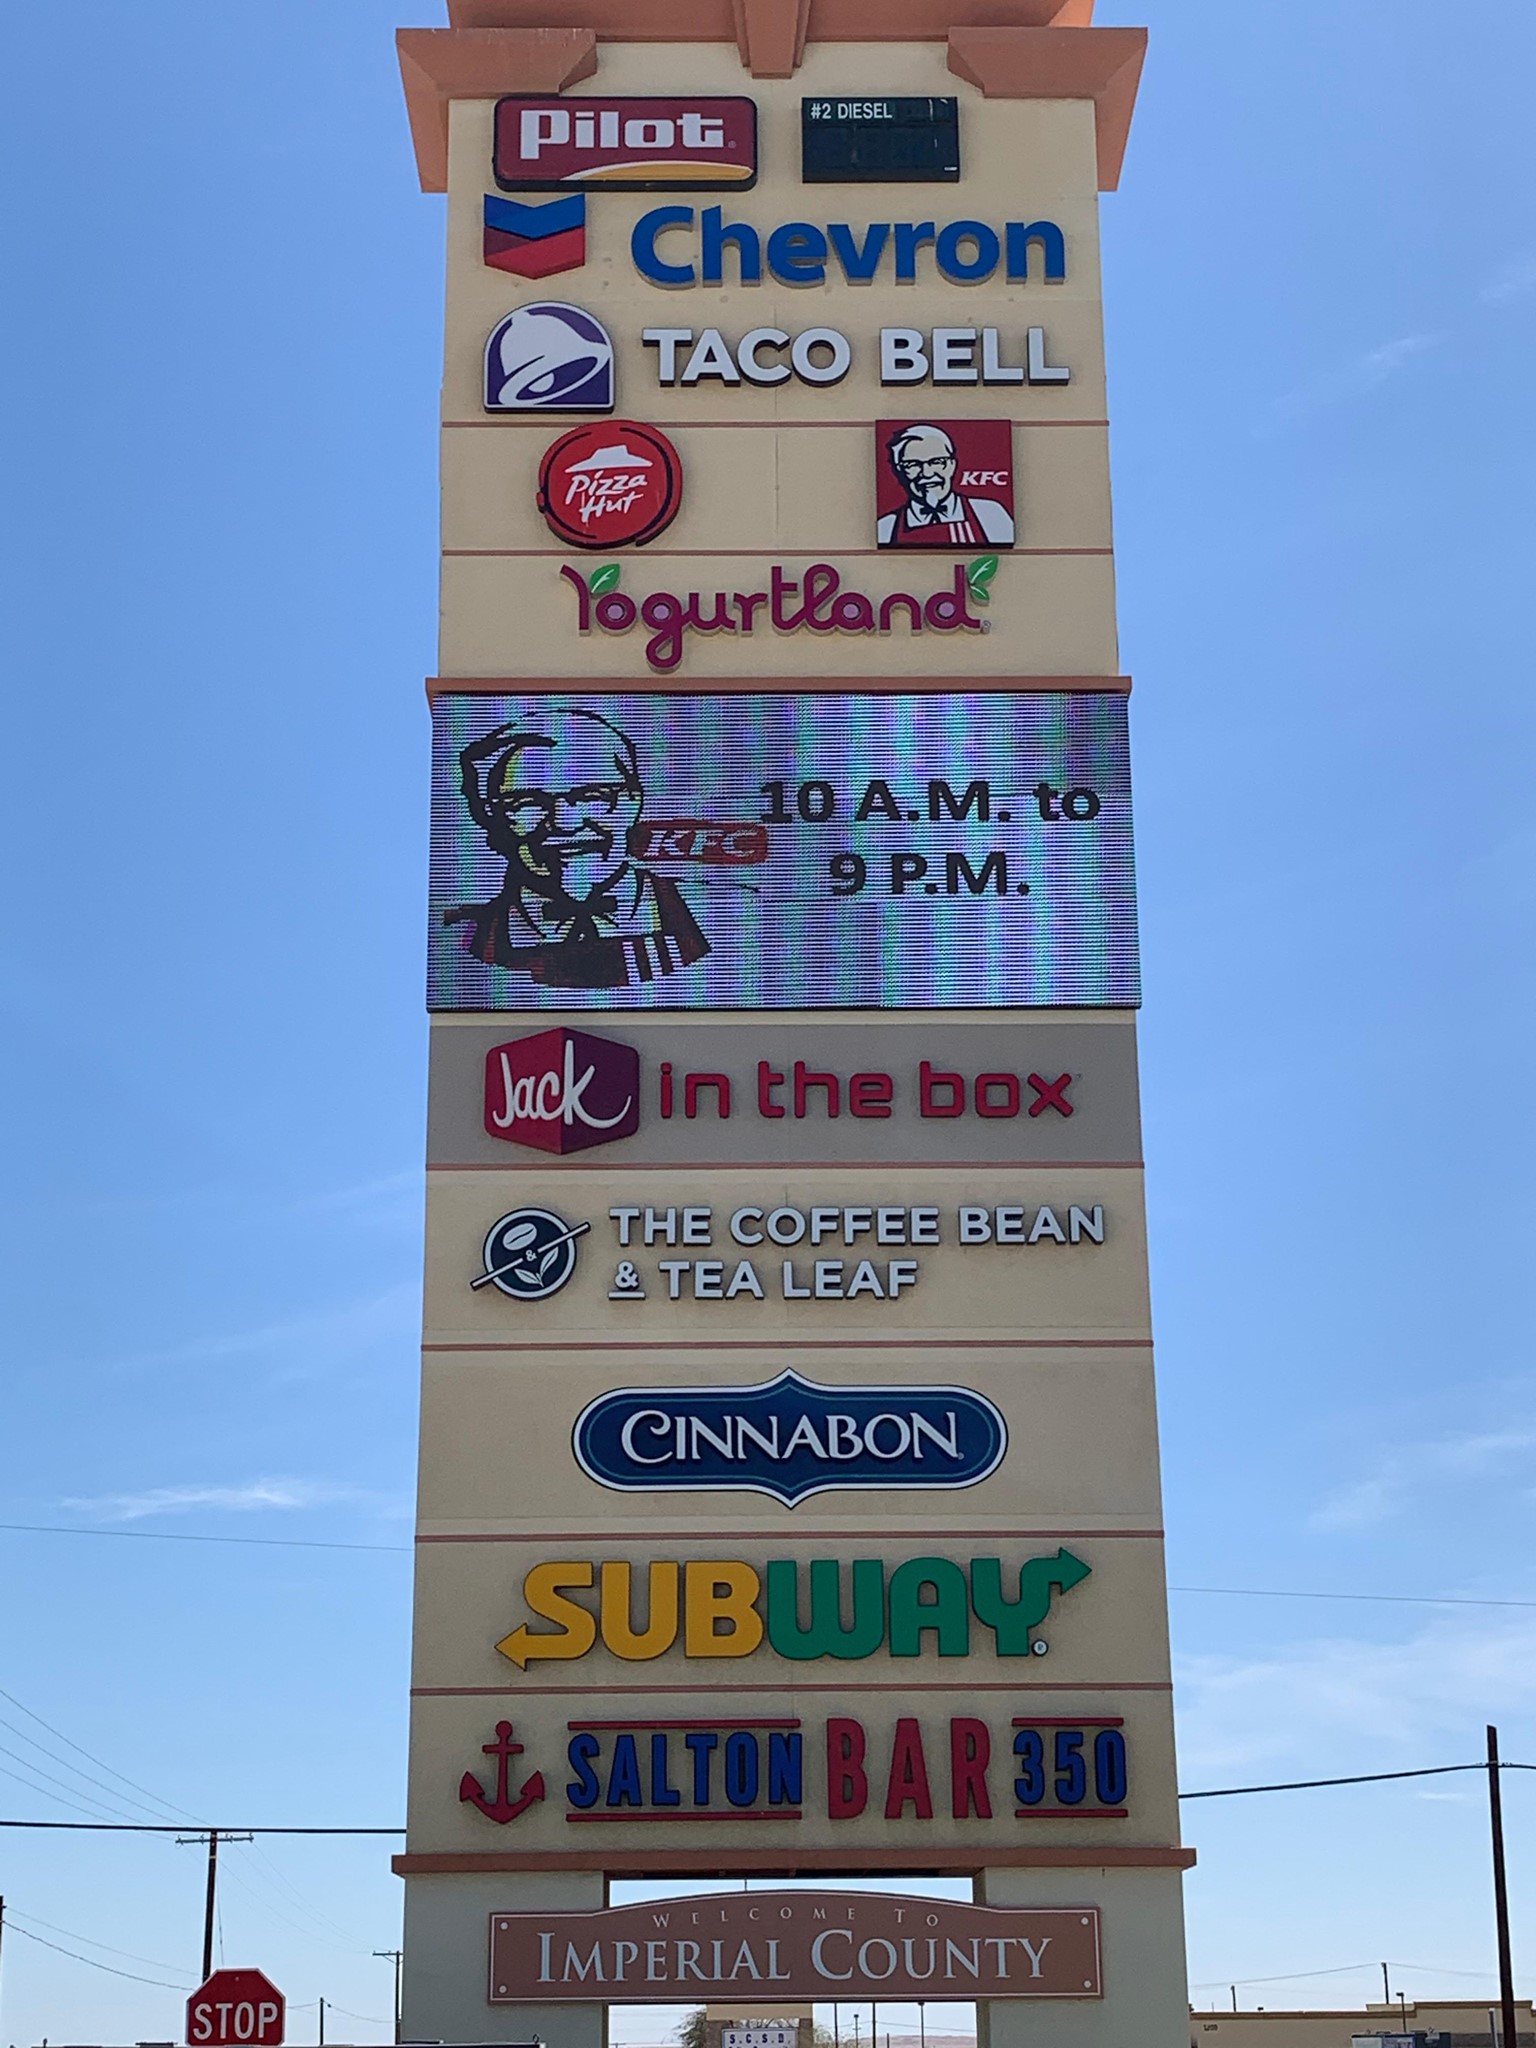 Pilot
#2 DIESEL
Chevron
TACO BELL
Pizza
Hut
KFC
Yogurtland
KFC
10 A.M. to
9 P.M.
Jack in the box
THE COFFEE BEAN
& TEA LEAF
&
CINNABON
SUBWAY
SALTON BAR 350
WELCOME TO
IMPERIAL COUNTY
STOP
S.C.S.D.